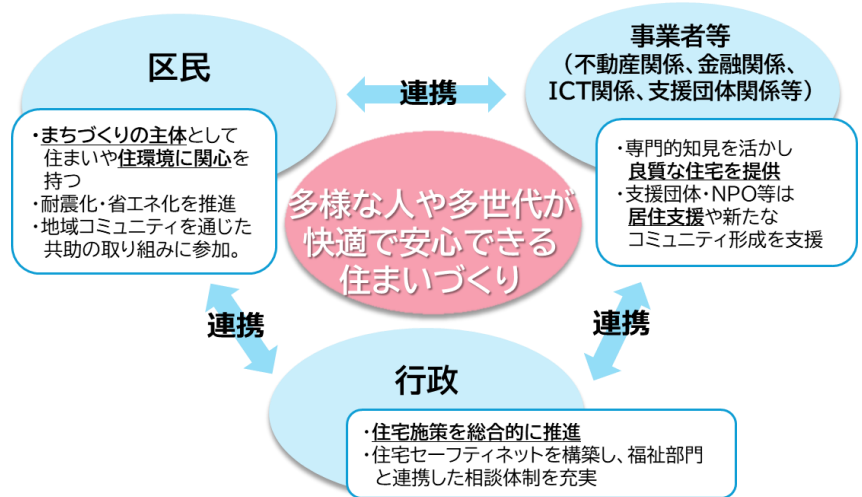 区民
・まちづくりの主体として
住まいや住環境に関心を
持つ
・耐震化・省エネ化を推進
・地域コミュニティを通じた
共助の取り組みに参加。
連携
事業者等
（不動産関係、金融関係、
ICT関係、支援団体関係等）
・専門的知見を活かし
良質な住宅を提供
・支援団体・NPO等は
居住支援や新たな
コミュニティ形成を支援
多様な人や多世代が
快適で安心できる
住まいづくり
連携
連携
行政
・住宅施策を総合的に推進
・住宅セーフティネットを構築し、福祉部門
と連携した相談体制を充実